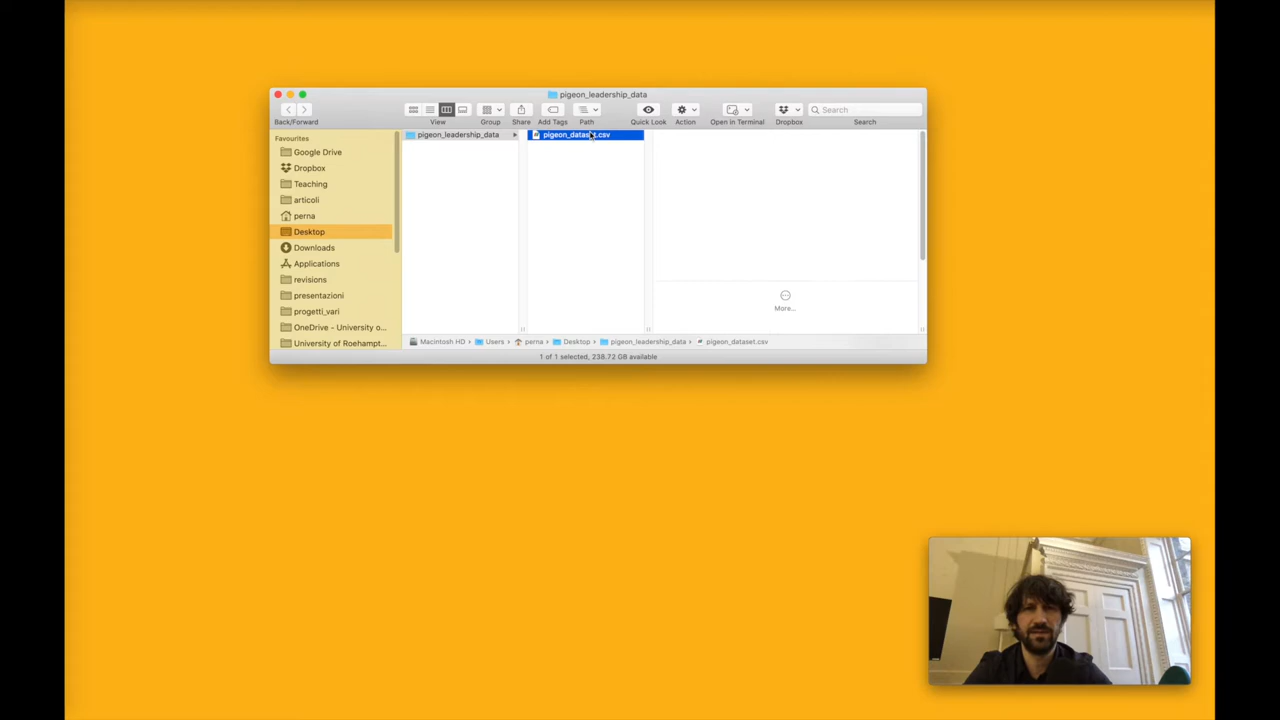 pigeon_leadership_data
Search
Back/Forward
View
Group
Share
Add Tags
Path
Quick Look
Action
Open in Terminal
Dropbox
Search
Favourites
Google Drive
Dropbox
Teaching
articoli
perna
Desktop
Downloads
Applications
revisions
presentazioni
progetti_vari
OneDrive - University o...
University of Roehampt...
pigeon_leadership_data
pigeon_dataset.csv
More...
Macintosh HD › Users › perna › Desktop › pigeon_leadership_data › pigeon_dataset.csv
1 of 1 selected, 238.72 GB available